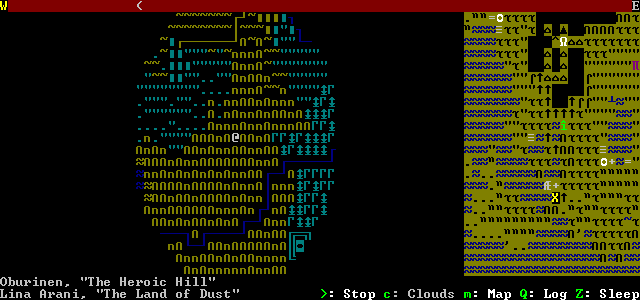 W E
Oburinen, "The Heroic Hill"
Lina Arani, "The Land of Dust"
>: Stop c: Clouds m: Map Q: Log Z: Sleep